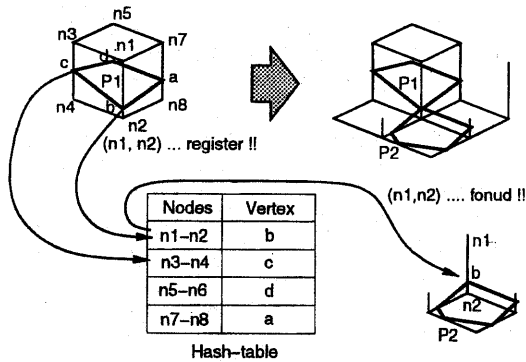 n5
n3
n1
n7
d
c
P1
a
n4
b
n8
n2
(n1, n2) ... register !!
P1
P2
Nodes Vertex
n1-n2 b
n3-n4 c
n5-n6 d
n7-n8 a
Hash-table
(n1,n2) .... fonud !!
n1
b
n2
P2